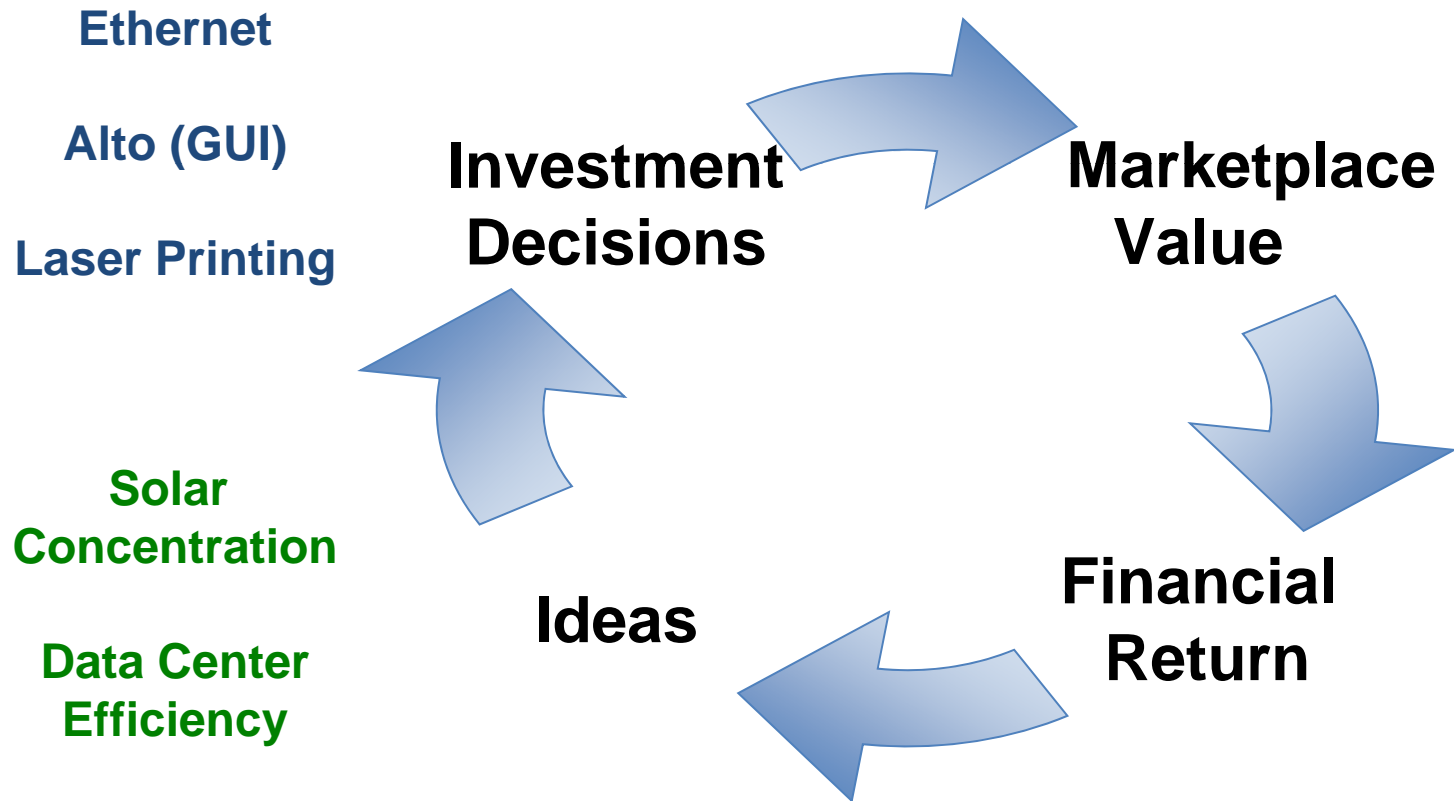 Ethernet
Alto (GUI)
Laser Printing
Solar
Concentration
Data Center
Efficiency
Investment
Decisions
Marketplace
Value
Financial
Return
Ideas